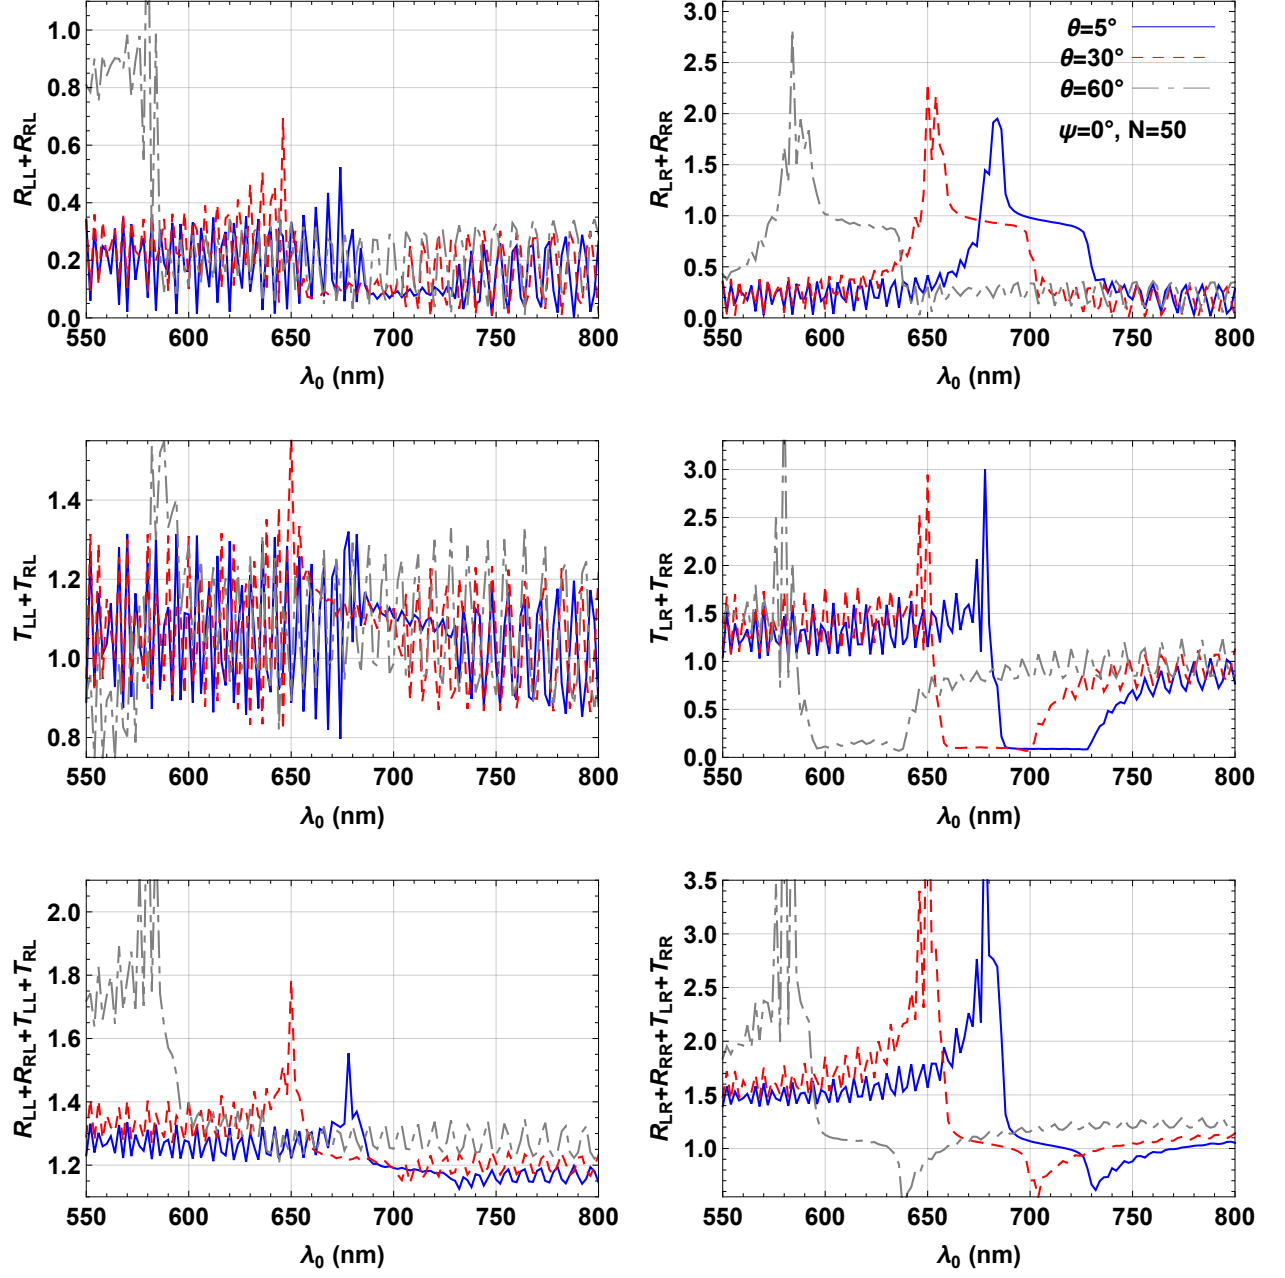 R_LL+R_RL
1.0
0.8
0.6
0.4
0.2
0.0
550 600 650 700 750 800
λ₀ (nm)
R_LR+R_RR
3.0
2.5
2.0
1.5
1.0
0.5
0.0
550 600 650 700 750 800
λ₀ (nm)
θ=5°
θ=30°
θ=60°
ψ=0°, N=50
T_LL+T_RL
1.4
1.2
1.0
0.8
550 600 650 700 750 800
λ₀ (nm)
T_LR+T_RR
3.0
2.5
2.0
1.5
1.0
0.5
0.0
550 600 650 700 750 800
λ₀ (nm)
R_LL+R_RL+T_LL+T_RL
2.0
1.8
1.6
1.4
1.2
550 600 650 700 750 800
λ₀ (nm)
R_LR+R_RR+T_LR+T_RR
3.5
3.0
2.5
2.0
1.5
1.0
550 600 650 700 750 800
λ₀ (nm)